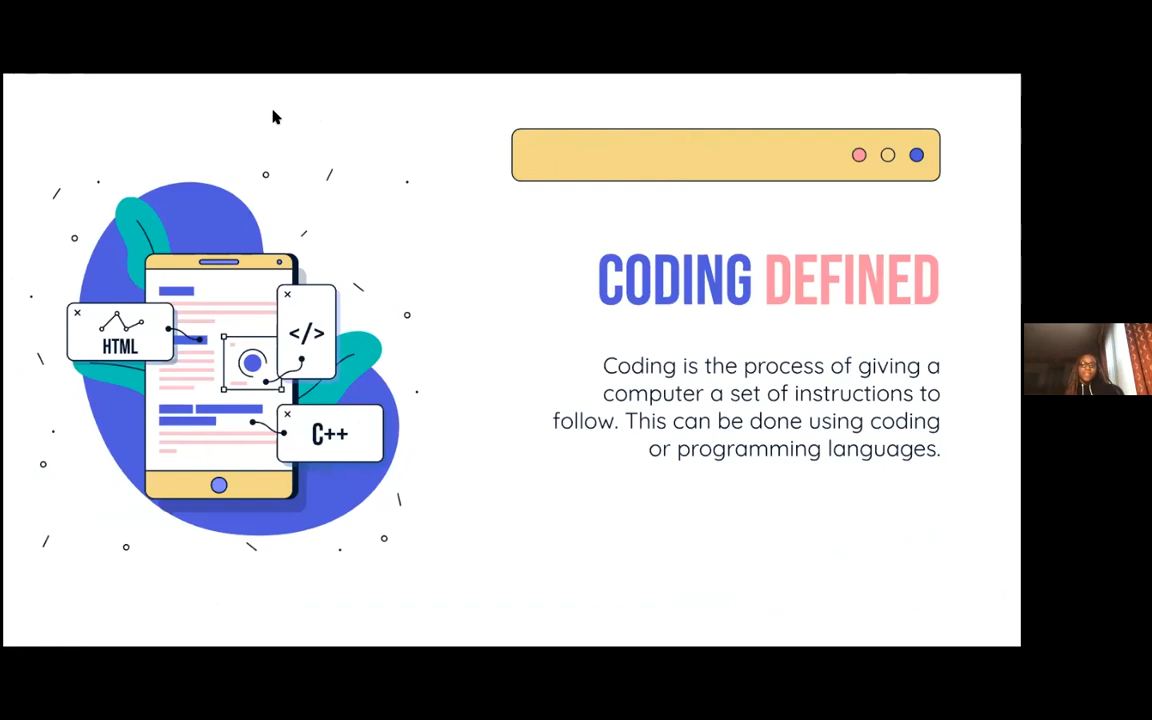 CODING DEFINED
Coding is the process of giving a
computer a set of instructions to
follow. This can be done using coding
or programming languages.
HTML
</>
C++